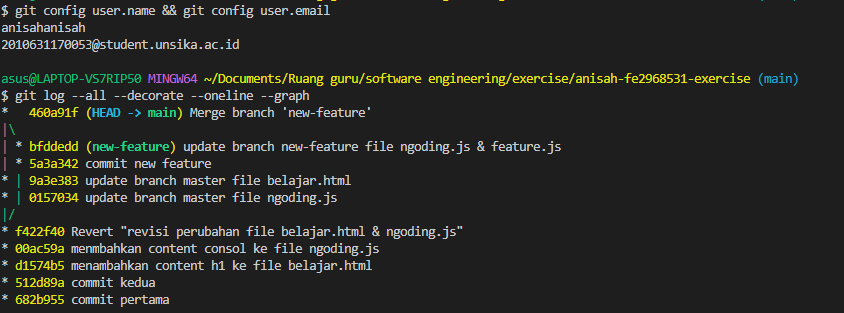 $ git config user.name && git config user.email
anisahanisah
2010631170053@student.unsika.ac.id
asus@LAPTOP-VS7RIP50 MINGW64 ~/Documents/Ruang guru/software engineering/exercise/anisah-fe2968531-exercise (main)
$ git log --all --decorate --oneline --graph
*   460a91f (HEAD -> main) Merge branch 'new-feature'
|\
| * bfddedd (new-feature) update branch new-feature file ngoding.js & feature.js
| * 5a3a342 commit new feature
* | 9a3e383 update branch master file belajar.html
* | 0157034 update branch master file ngoding.js
|/
* f422f40 Revert "revisi perubahan file belajar.html & ngoding.js"
* 00ac59a menmbahkan content consol ke file ngoding.js
* d1574b5 menambahkan content h1 ke file belajar.html
* 512d89a commit kedua
* 682b955 commit pertama